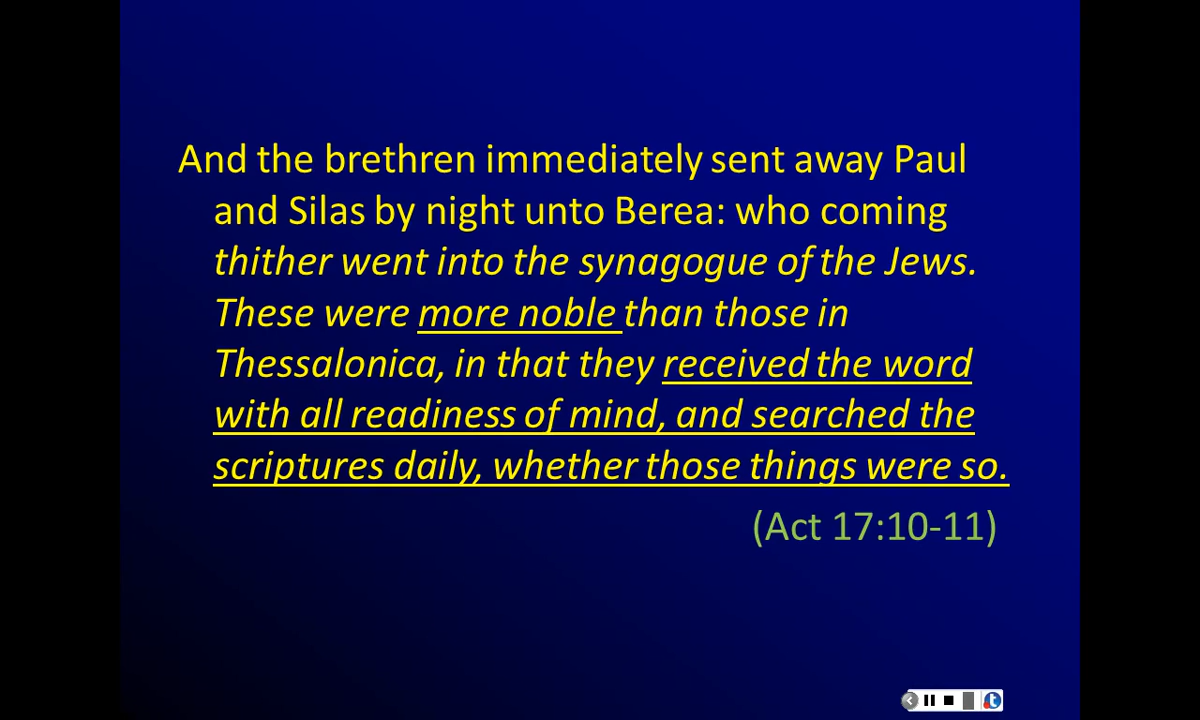 And the brethren immediately sent away Paul
and Silas by night unto Berea: who coming
thither went into the synagogue of the Jews.
These were more noble than those in
Thessalonica, in that they received the word
with all readiness of mind, and searched the
scriptures daily, whether those things were so.
(Act 17:10-11)